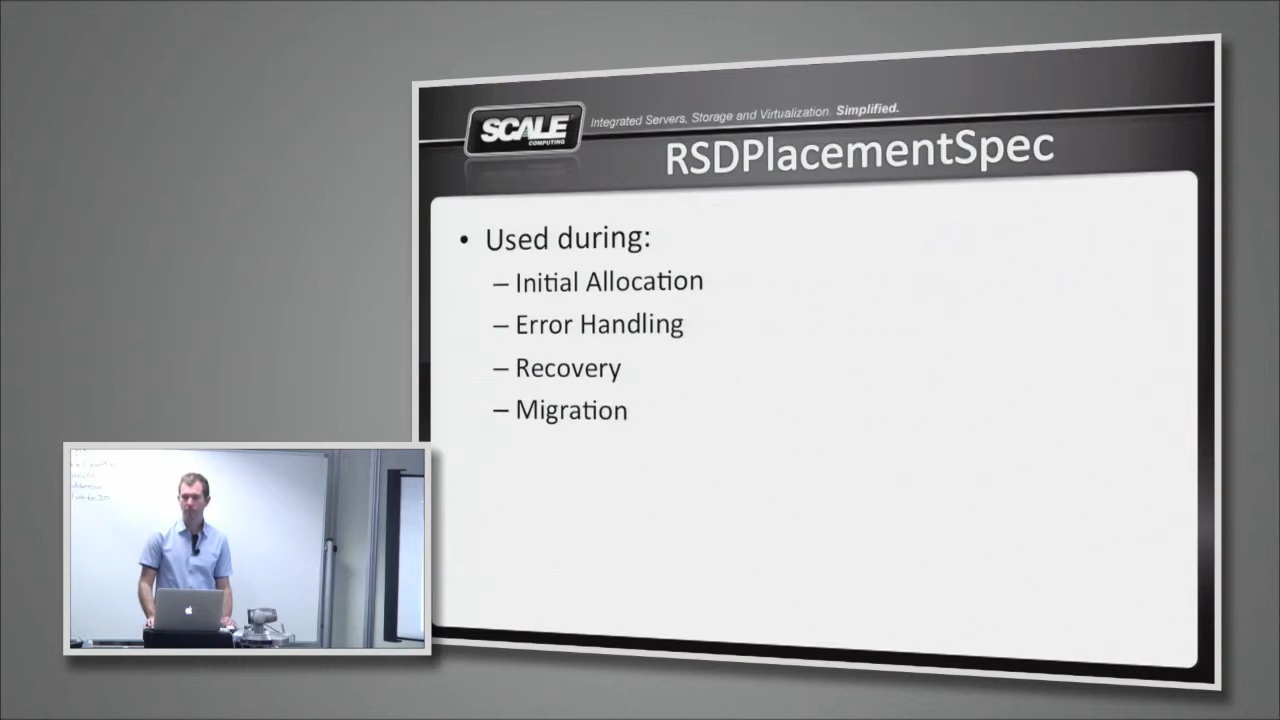 SCALE
COMPUTING
Integrated Servers, Storage and Virtualization. Simplified.
RSDPlacementSpec
• Used during:
– Initial Allocation
– Error Handling
– Recovery
– Migration